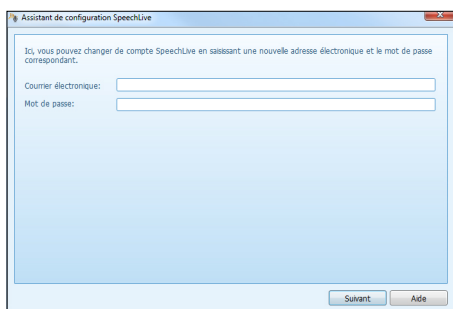 Assistant de configuration SpeechLive
Ici, vous pouvez changer de compte SpeechLive en saisissant une nouvelle adresse électronique et le mot de passe
correspondant.
Courrier électronique:
Mot de passe:
Suivant Aide